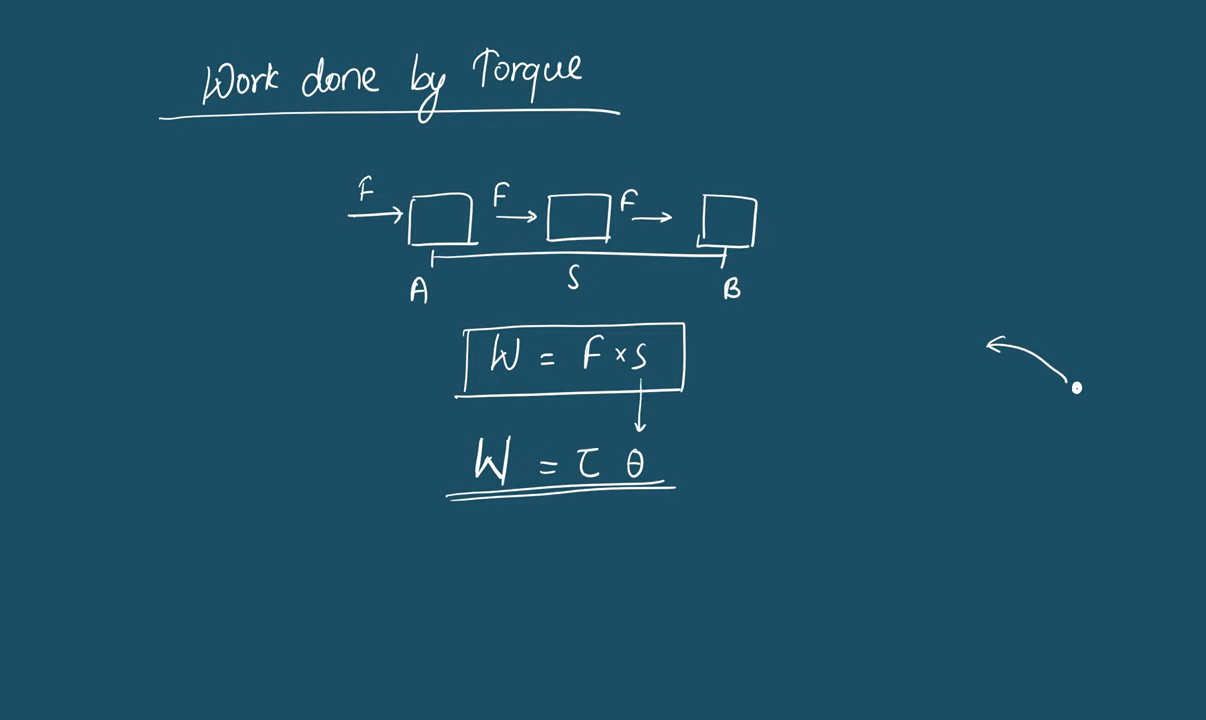 Work done by Torque
F F F
A S B
W = F × S
W = τ θ